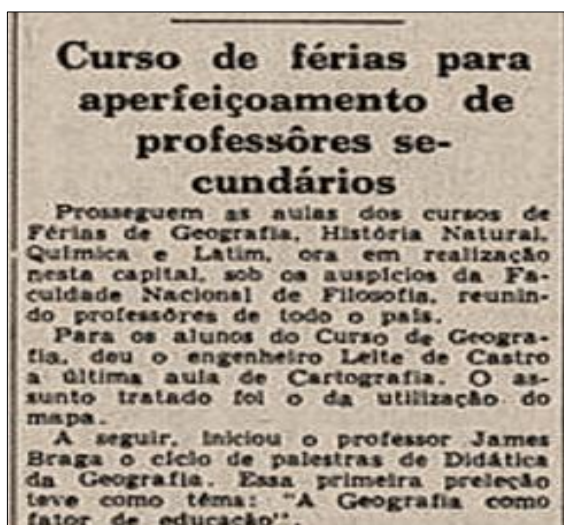 Curso de férias para
aperfeiçoamento de
professôres se-
cundários
Prosseguem as aulas dos cursos de
Férias de Geografia, História Natural,
Química e Latim, ora em realização
nesta capital, sob os auspícios da Fa-
culdade Nacional de Filosofia, reunin-
do professôres de todo o país.
Para os alunos do Curso de Geogra-
fia, deu o engenheiro Leite de Castro
a última aula de Cartografia. O as-
sunto tratado foi o da utilização do
mapa.
A seguir, iniciou o professor James
Braga o ciclo de palestras de Didática
da Geografia. Essa primeira preleção
teve como têma: "A Geografia como
fator de educação".